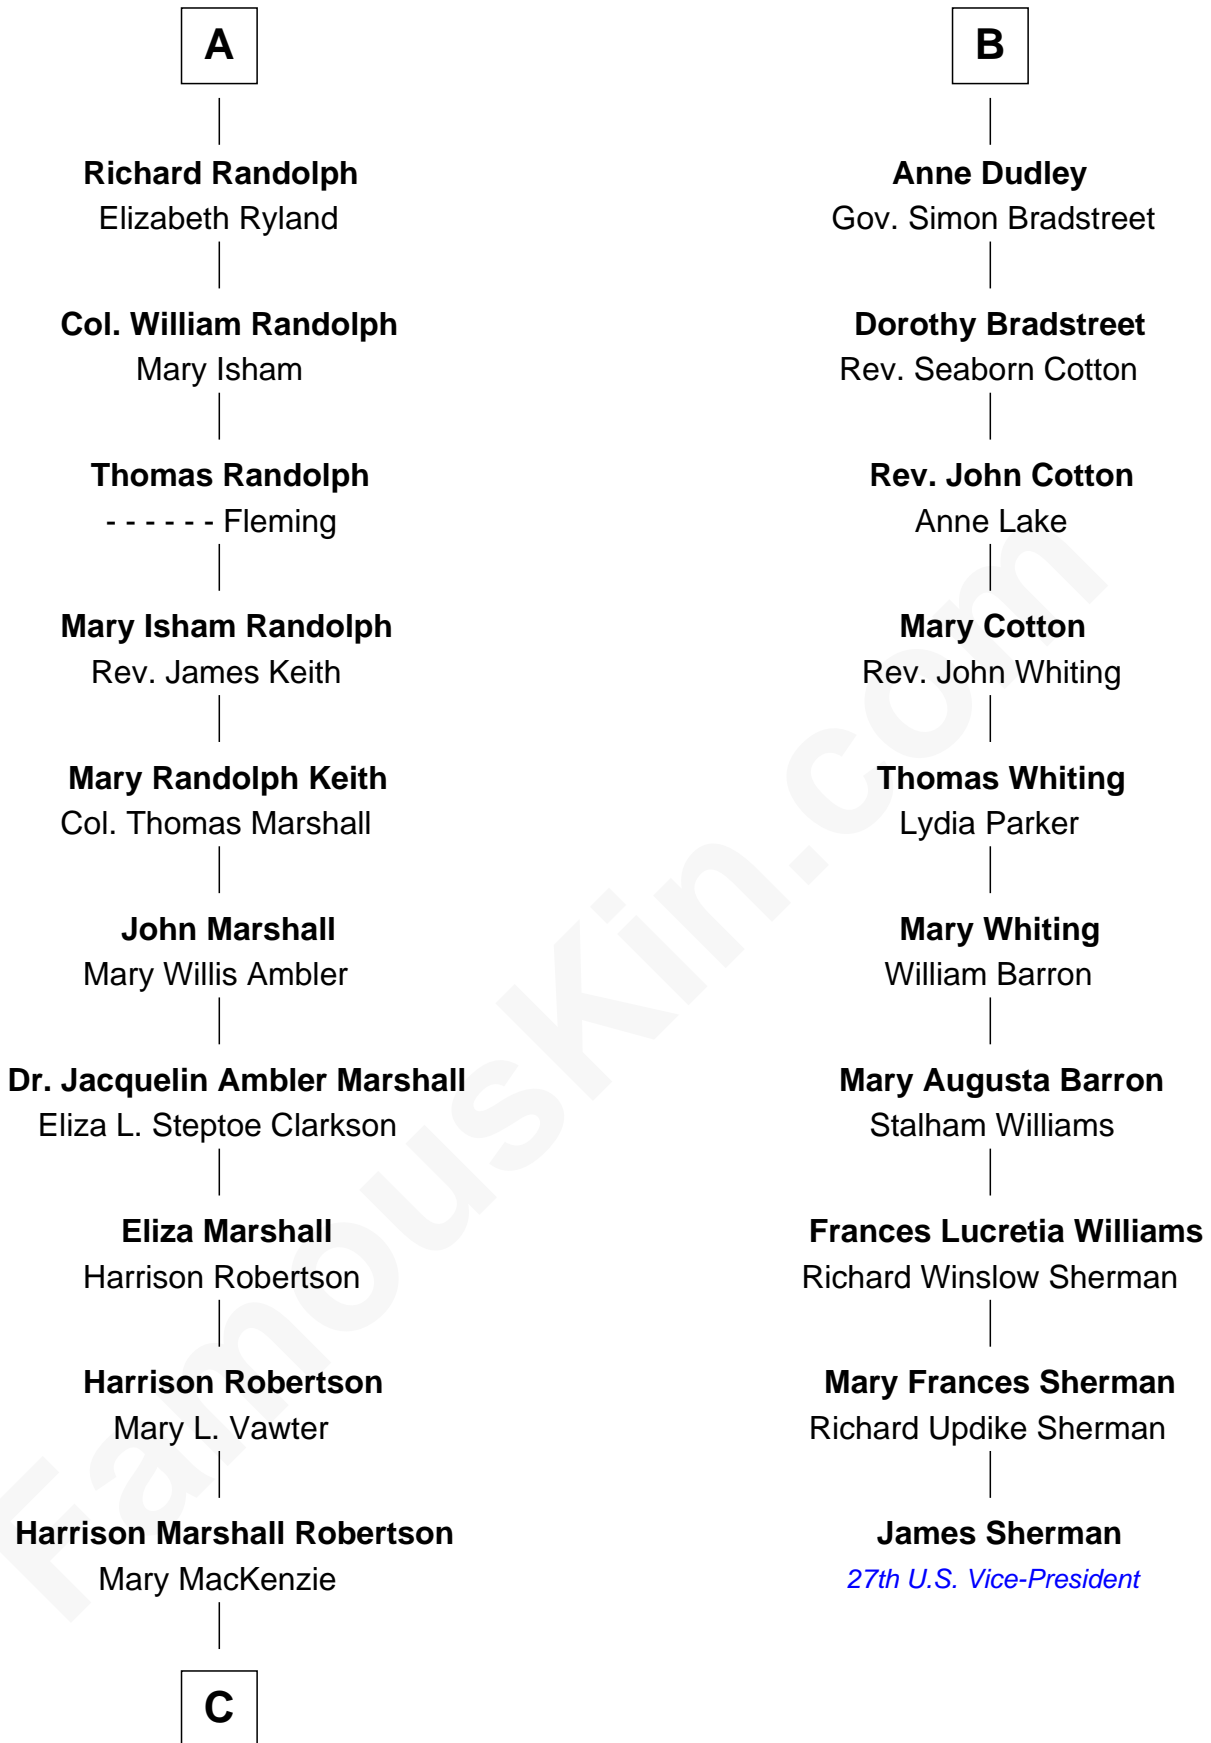 A
Richard Randolph
Elizabeth Ryland
Col. William Randolph
Mary Isham
Thomas Randolph
- - - - - - Fleming
Mary Isham Randolph
Rev. James Keith
Mary Randolph Keith
Col. Thomas Marshall
John Marshall
Mary Willis Ambler
Dr. Jacquelin Ambler Marshall
Eliza L. Steptoe Clarkson
Eliza Marshall
Harrison Robertson
Harrison Robertson
Mary L. Vawter
Harrison Marshall Robertson
Mary MacKenzie
C
B
Anne Dudley
Gov. Simon Bradstreet
Dorothy Bradstreet
Rev. Seaborn Cotton
Rev. John Cotton
Anne Lake
Mary Cotton
Rev. John Whiting
Thomas Whiting
Lydia Parker
Mary Whiting
William Barron
Mary Augusta Barron
Stalham Williams
Frances Lucretia Williams
Richard Winslow Sherman
Mary Frances Sherman
Richard Updike Sherman
James Sherman
27th U.S. Vice-President
FamousKin.com